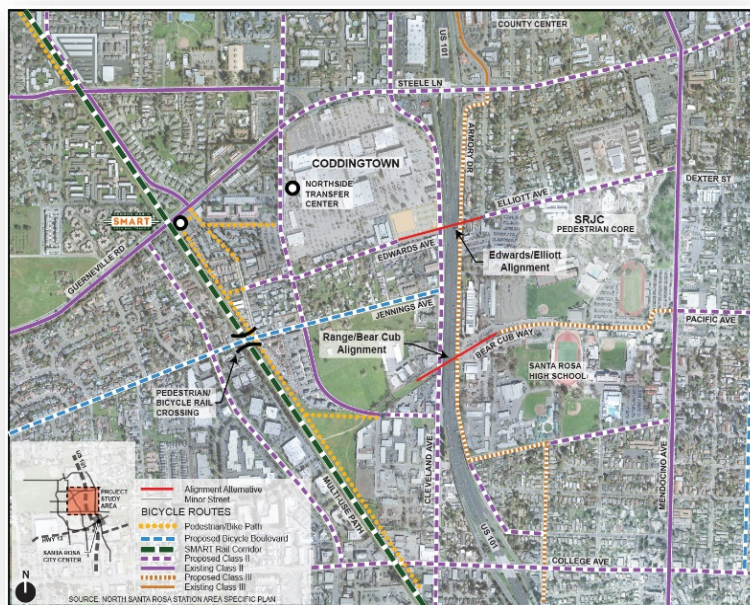 COUNTY CENTER
US 101
STEELE LN
ARMORY DR
CODDINGTOWN
NORTHSIDE
TRANSFER
CENTER
DEXTER ST
ELLIOTT AVE
SRJC
PEDESTRIAN CORE
SMART
GUERNEVILLE RD
EDWARDS AVE
Edwards/Elliott
Alignment
JENNINGS AVE
PACIFIC AVE
Range/Bear Cub
Alignment
BEAR CUB WAY
SANTA ROSA
HIGH SCHOOL
PEDESTRIAN/
BICYCLE RAIL
CROSSING
CLEVELAND AVE
MENDOCINO AVE
MULTIUSE PATH
US 101
COLLEGE AVE
US 101
PROJECT
STUDY
AREA
HWY 12
SANTA ROSA
CITY CENTER
N
Alignment Alternative
Minor Street
BICYCLE ROUTES
Pedestrian/Bike Path
Proposed Bicycle Boulevard
SMART Rail Corridor
Proposed Class II
Existing Class II
Proposed Class III
Existing Class III
SOURCE: NORTH SANTA ROSA STATION AREA SPECIFIC PLAN